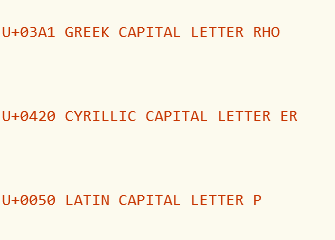 U+03A1 GREEK CAPITAL LETTER RHO
U+0420 CYRILLIC CAPITAL LETTER ER
U+0050 LATIN CAPITAL LETTER P